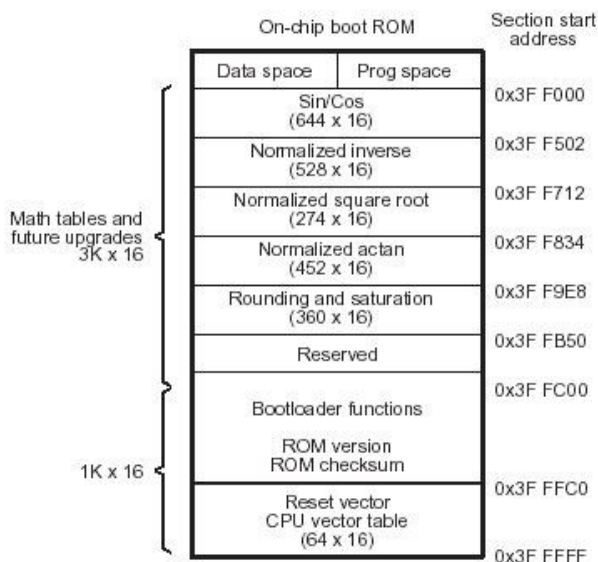 On-chip boot ROM
Section start
address
Data space
Prog space
0x3F F000
Sin/Cos
(644 x 16)
0x3F F502
Normalized inverse
(528 x 16)
0x3F F712
Normalized square root
(274 x 16)
Math tables and
future upgrades
3K x 16
0x3F F834
Normalized actan
(452 x 16)
0x3F F9E8
Rounding and saturation
(360 x 16)
0x3F FB50
Reserved
0x3F FC00
Bootloader functions
ROM version
ROM checksum
1K x 16
0x3F FFC0
Reset vector
CPU vector table
(64 x 16)
0x3F FFFF